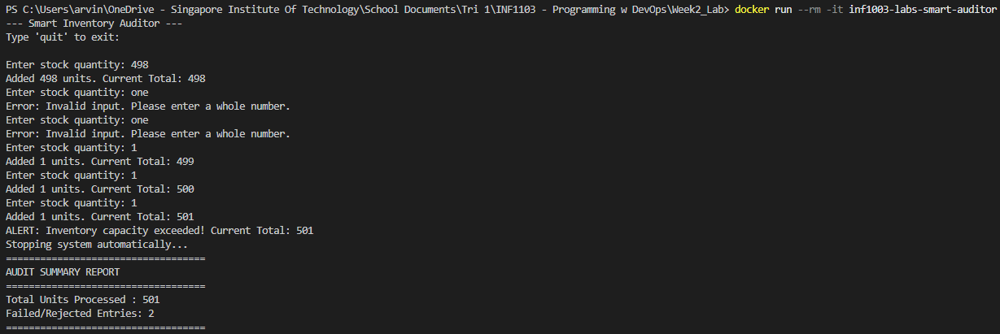 PS C:\Users\arvin\OneDrive - Singapore Institute Of Technology\School Documents\Tri 1\INF1103 - Programming w DevOps\Week2_Lab> docker run --rm -it inf1003-labs-smart-auditor
--- Smart Inventory Auditor ---
Type 'quit' to exit:
Enter stock quantity: 498
Added 498 units. Current Total: 498
Enter stock quantity: one
Error: Invalid input. Please enter a whole number.
Enter stock quantity: one
Error: Invalid input. Please enter a whole number.
Enter stock quantity: 1
Added 1 units. Current Total: 499
Enter stock quantity: 1
Added 1 units. Current Total: 500
Enter stock quantity: 1
Added 1 units. Current Total: 501
ALERT: Inventory capacity exceeded! Current Total: 501
Stopping system automatically...
===================================
AUDIT SUMMARY REPORT
===================================
Total Units Processed : 501
Failed/Rejected Entries: 2
===================================